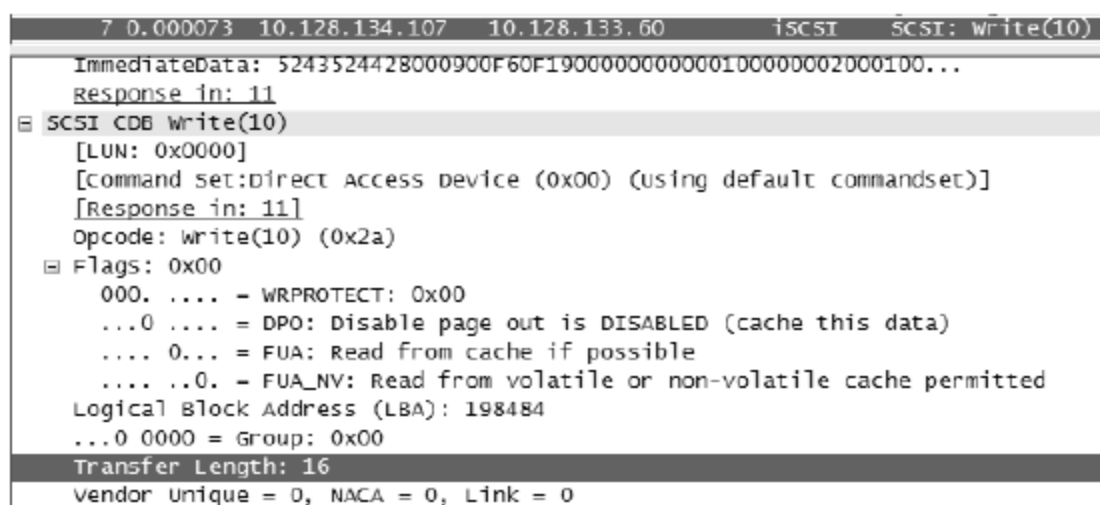 7 0.000073 10.128.134.107 10.128.133.60 iSCSI SCSI: Write(10)
ImmediateData: 5243524428000900F60F19000000000001000000002000100...
Response in: 11
SCSI CDB Write(10)
[LUN: 0x0000]
[Command Set:Direct Access Device (0x00) (Using default commandset)]
[Response in: 11]
Opcode: Write(10) (0x2a)
Flags: 0x00
000. .... = WRPROTECT: 0x00
...0 .... = DPO: Disable page out is DISABLED (cache this data)
.... 0... = FUA: Read from cache if possible
.... ..0. = FUA_NV: Read from volatile or non-volatile cache permitted
Logical Block Address (LBA): 198484
...0 0000 = Group: 0x00
Transfer Length: 16
Vendor Unique = 0, NACA = 0, Link = 0